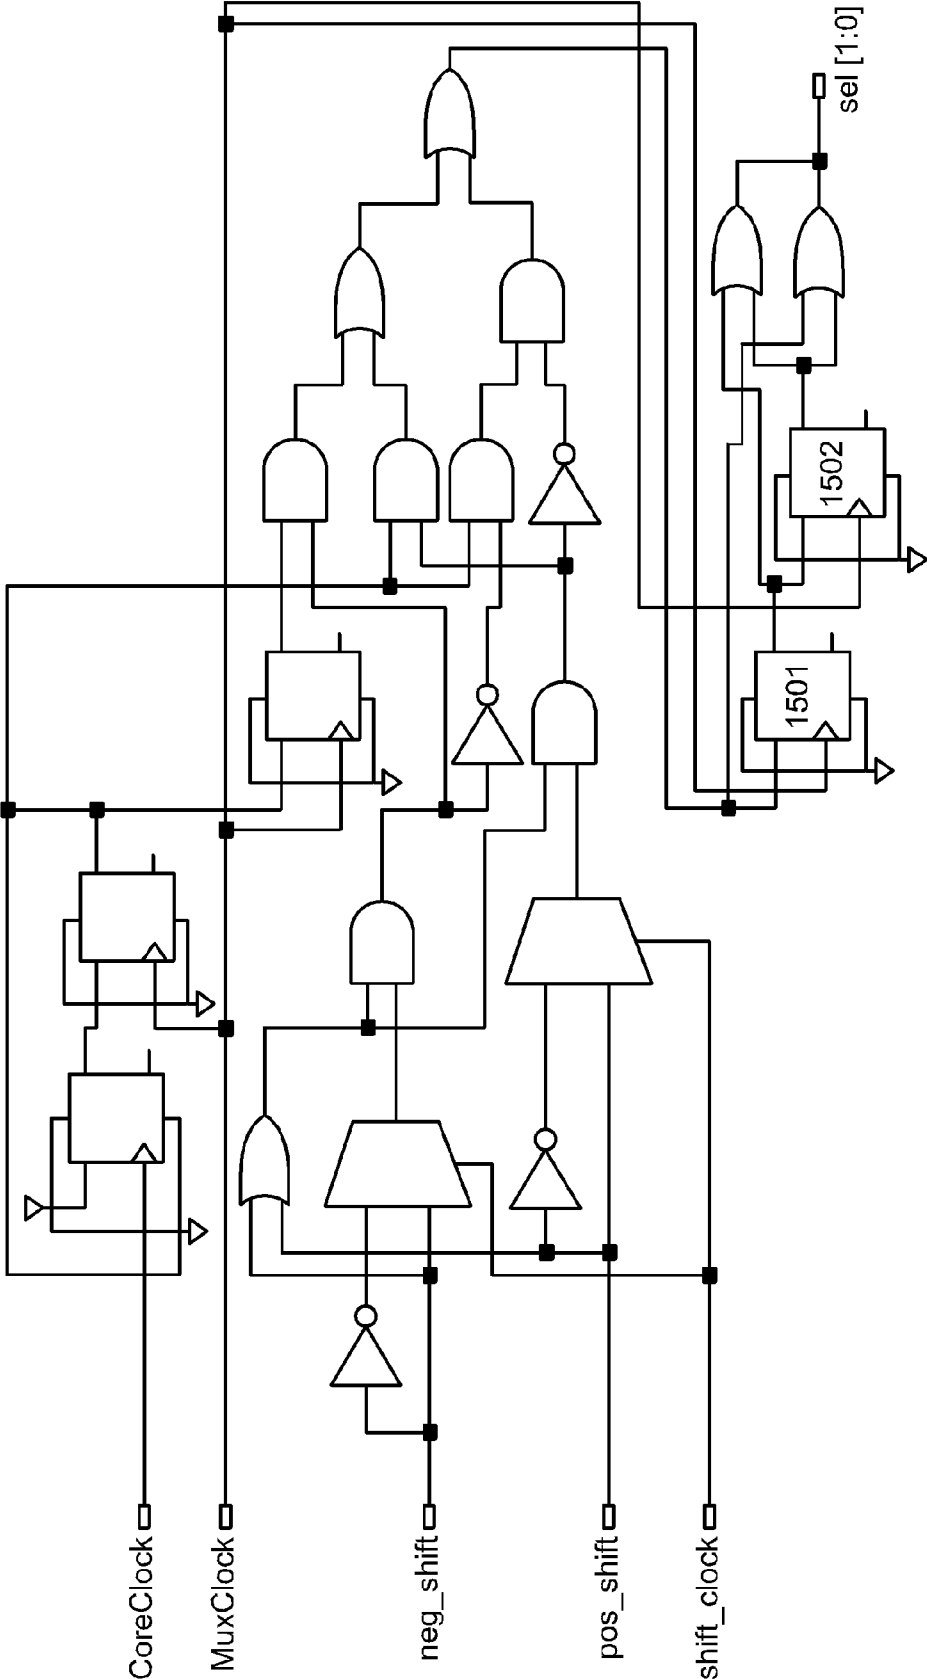 CoreClock
MuxClock
neg_shift
pos_shift
shift_clock
1501
1502
sel [1:0]